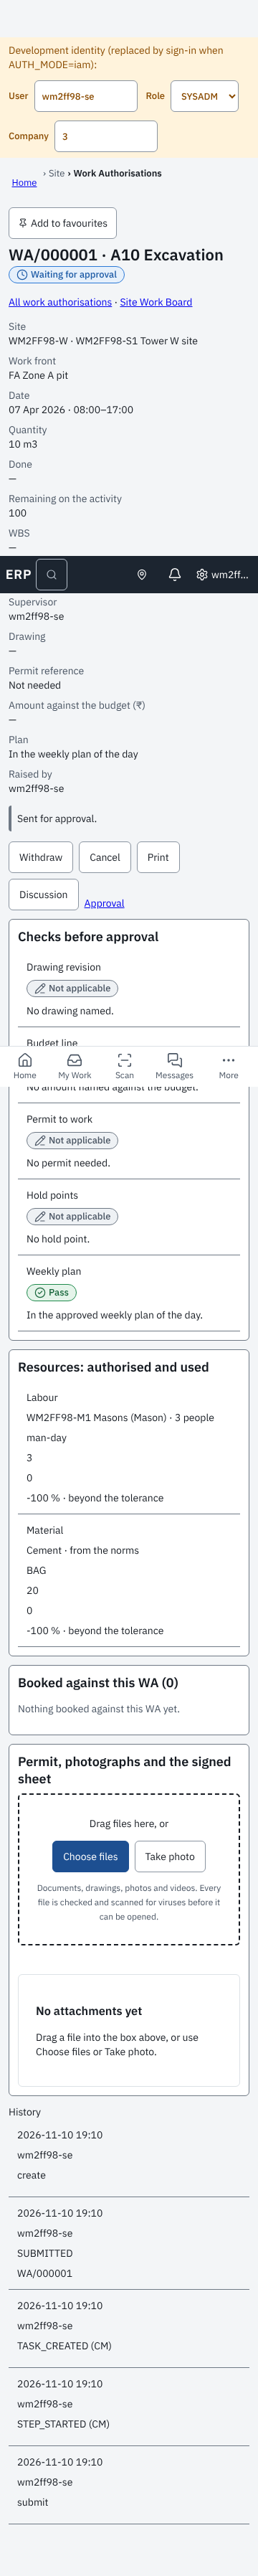 Development identity (replaced by sign-in when
AUTH_MODE=iam):
User wm2ff98-se Role SYSADM
Company 3
Home › Site › Work Authorisations
Add to favourites
WA/000001 · A10 Excavation
Waiting for approval
All work authorisations · Site Work Board
Site
WM2FF98-W · WM2FF98-S1 Tower W site
Work front
FA Zone A pit
Date
07 Apr 2026 · 08:00–17:00
Quantity
10 m3
Done
—
Remaining on the activity
100
WBS
—
ERP wm2ff...
Supervisor
wm2ff98-se
Drawing
—
Permit reference
Not needed
Amount against the budget (₹)
—
Plan
In the weekly plan of the day
Raised by
wm2ff98-se
Sent for approval.
Withdraw Cancel Print
Discussion Approval
Checks before approval
Drawing revision
Not applicable
No drawing named.
Budget line
Home My Work Scan Messages More
No amount named against the budget.
Permit to work
Not applicable
No permit needed.
Hold points
Not applicable
No hold point.
Weekly plan
Pass
In the approved weekly plan of the day.
Resources: authorised and used
Labour
WM2FF98-M1 Masons (Mason) · 3 people
man-day
3
0
-100 % · beyond the tolerance
Material
Cement · from the norms
BAG
20
0
-100 % · beyond the tolerance
Booked against this WA (0)
Nothing booked against this WA yet.
Permit, photographs and the signed
sheet
Drag files here, or
Choose files Take photo
Documents, drawings, photos and videos. Every
file is checked and scanned for viruses before it
can be opened.
No attachments yet
Drag a file into the box above, or use
Choose files or Take photo.
History
2026-11-10 19:10
wm2ff98-se
create
2026-11-10 19:10
wm2ff98-se
SUBMITTED
WA/000001
2026-11-10 19:10
wm2ff98-se
TASK_CREATED (CM)
2026-11-10 19:10
wm2ff98-se
STEP_STARTED (CM)
2026-11-10 19:10
wm2ff98-se
submit